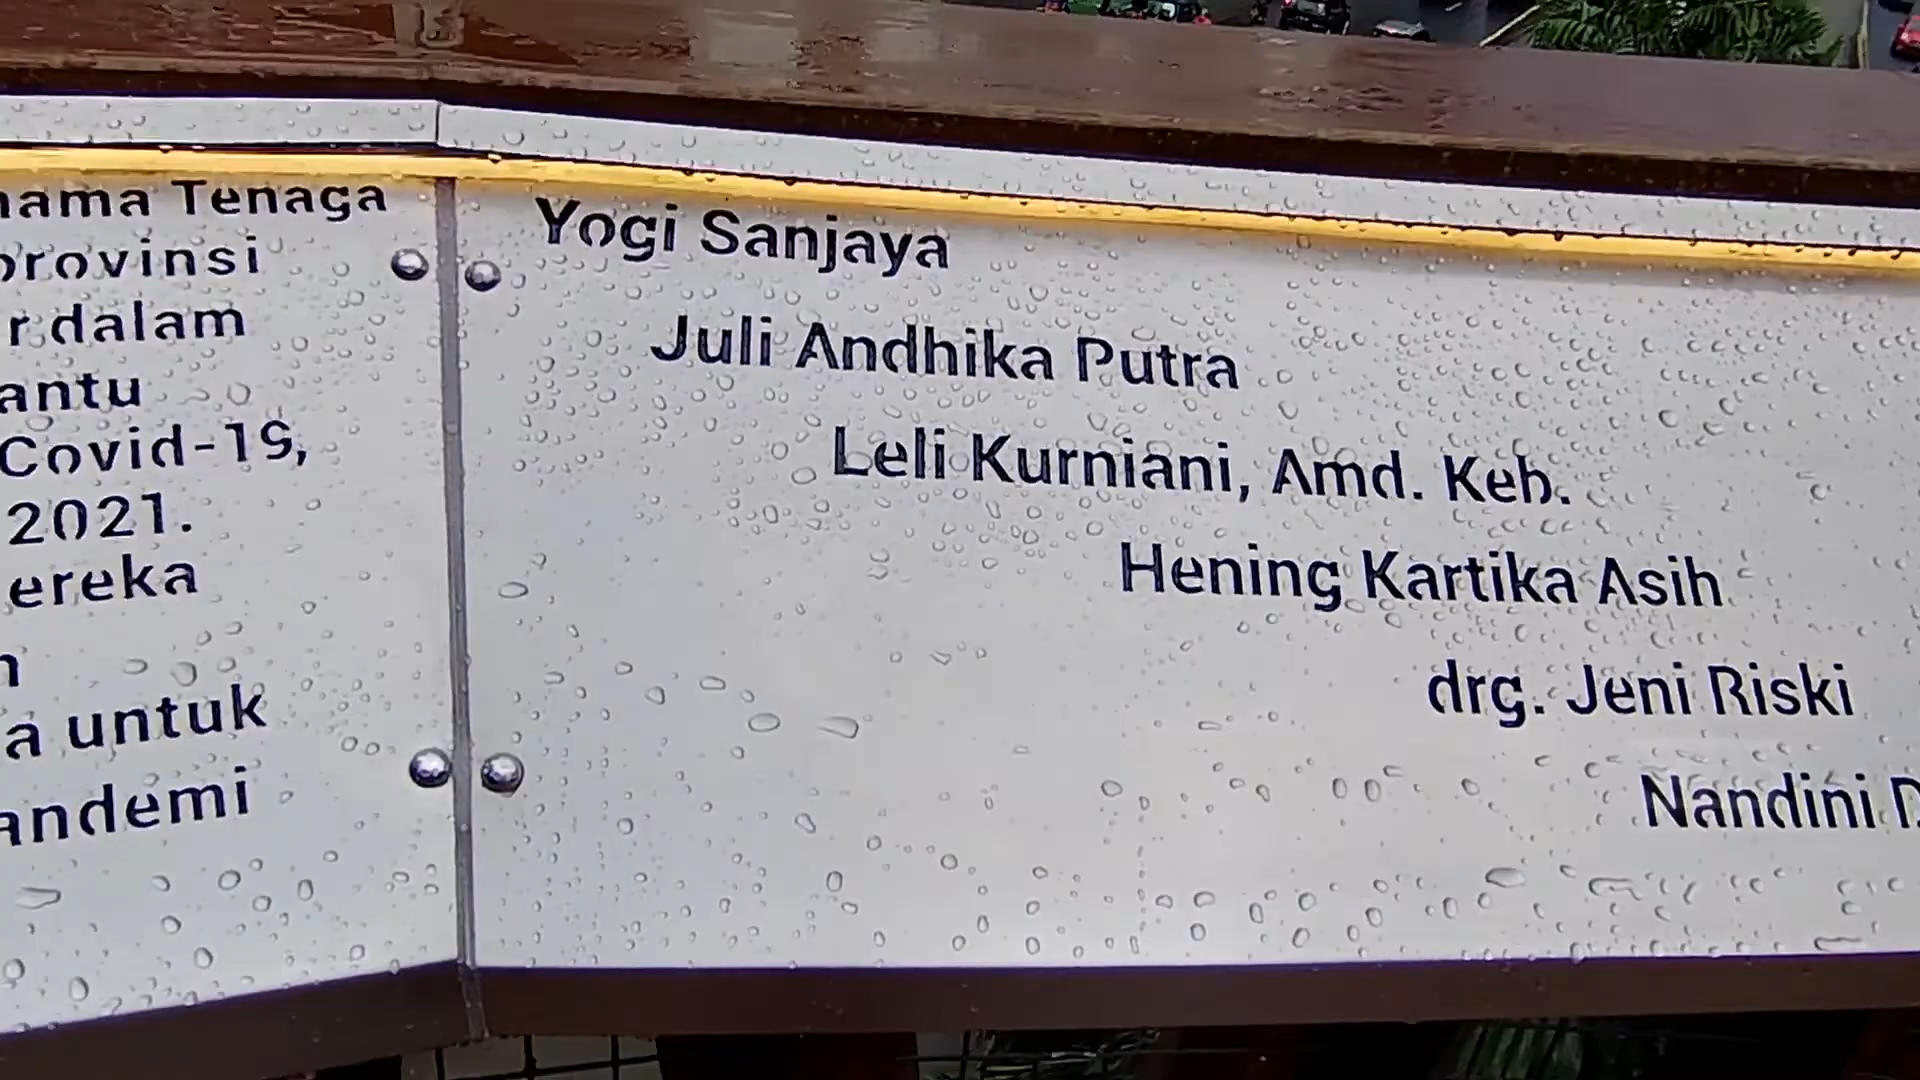 nama Tenaga
provinsi
r dalam
antu
Covid-19,
2021.
ereka
n
a untuk
andemi
Yogi Sanjaya
Juli Andhika Putra
Leli Kurniani, Amd. Keb.
Hening Kartika Asih
drg. Jeni Riski
Nandini